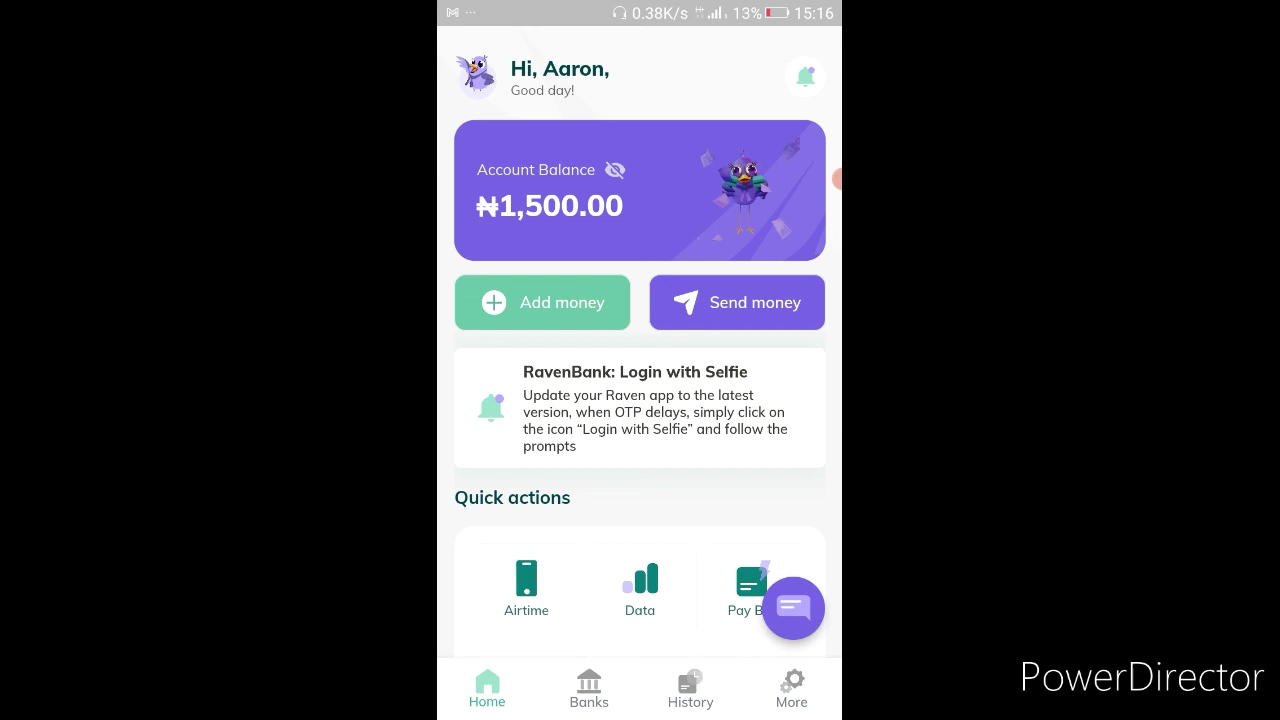 0.38K/s 13% 15:16
Hi, Aaron,
Good day!
Account Balance
₦1,500.00
Add money
Send money
RavenBank: Login with Selfie
Update your Raven app to the latest
version, when OTP delays, simply click on
the icon “Login with Selfie” and follow the
prompts
Quick actions
Airtime
Data
Pay B
Home
Banks
History
More
PowerDirector